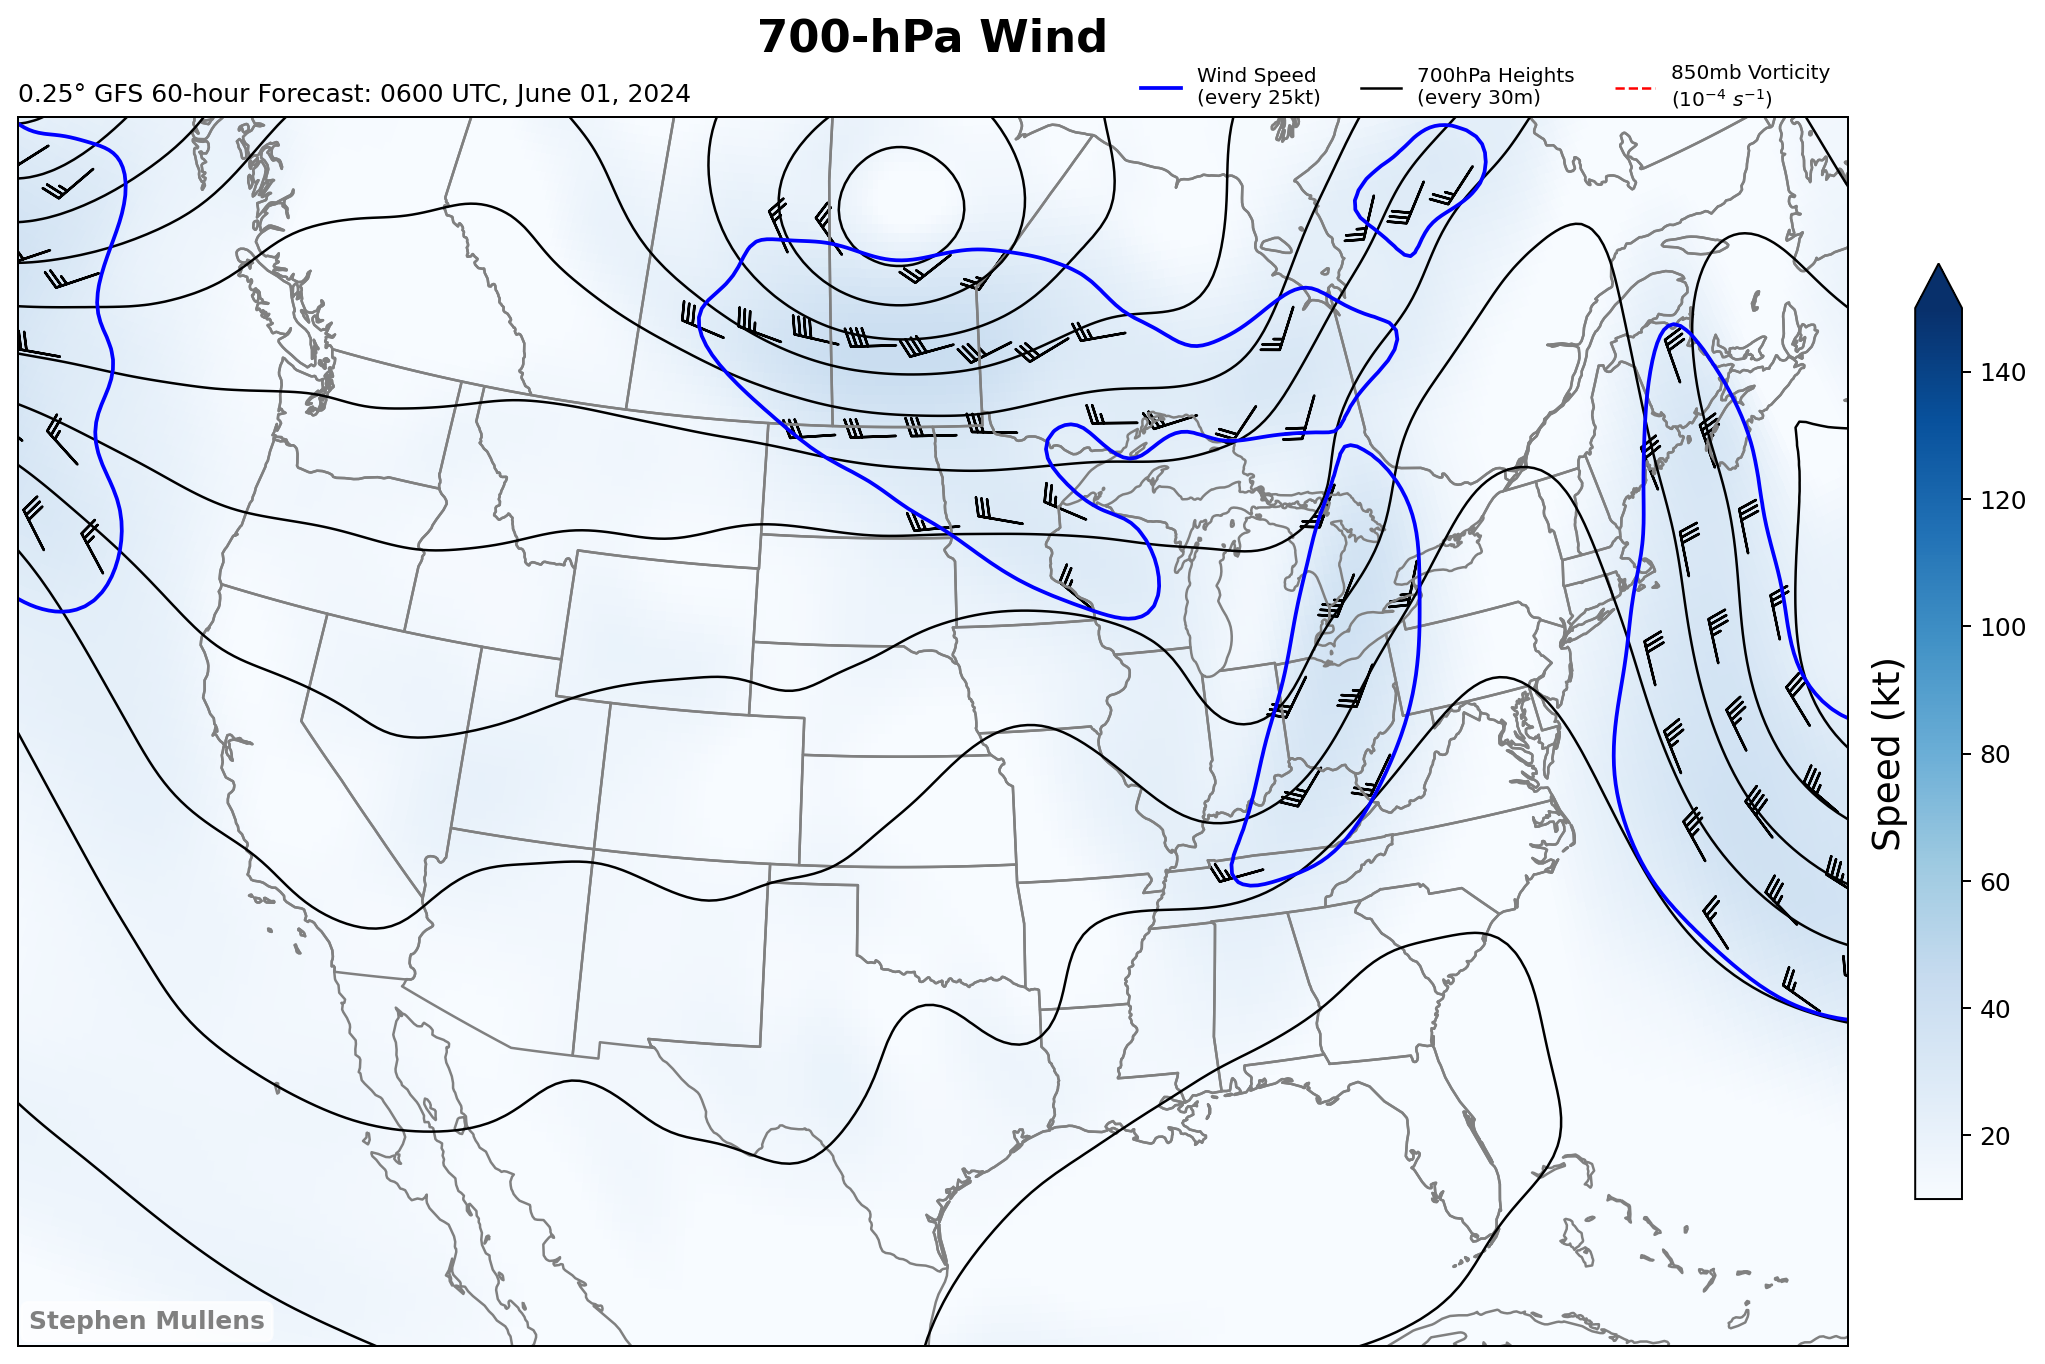 700-hPa Wind
0.25° GFS 60-hour Forecast: 0600 UTC, June 01, 2024
Wind Speed
(every 25kt)
700hPa Heights
(every 30m)
850mb Vorticity
(10⁻⁴ s⁻¹)
140
120
100
80
60
40
20
Speed (kt)
Stephen Mullens